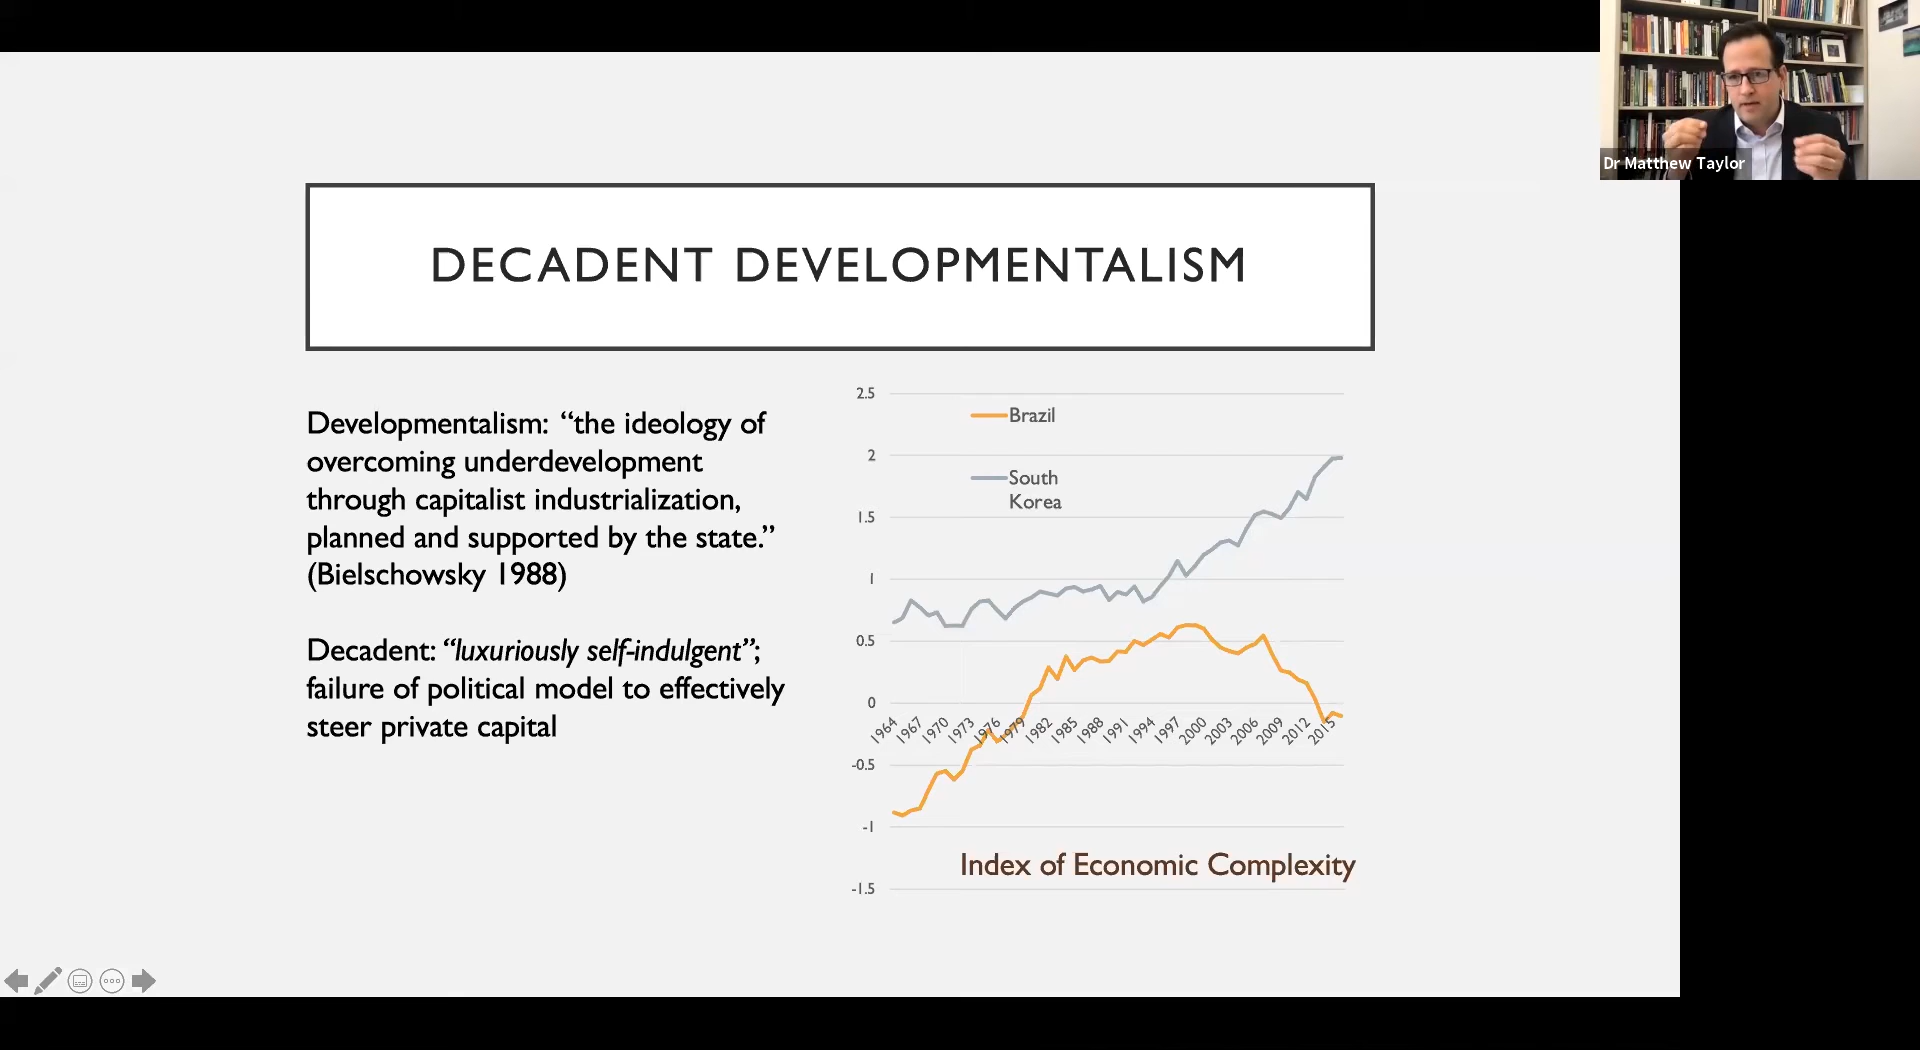 Dr Matthew Taylor
DECADENT DEVELOPMENTALISM
Developmentalism: “the ideology of
overcoming underdevelopment
through capitalist industrialization,
planned and supported by the state.”
(Bielschowsky 1988)
Decadent: “luxuriously self-indulgent”;
failure of political model to effectively
steer private capital
2.5
2
1.5
1
0.5
0
-0.5
-1
-1.5
Brazil
South
Korea
1964
1967
1970
1973
1976
1979
1982
1985
1988
1991
1994
1997
2000
2003
2006
2009
2012
2015
Index of Economic Complexity